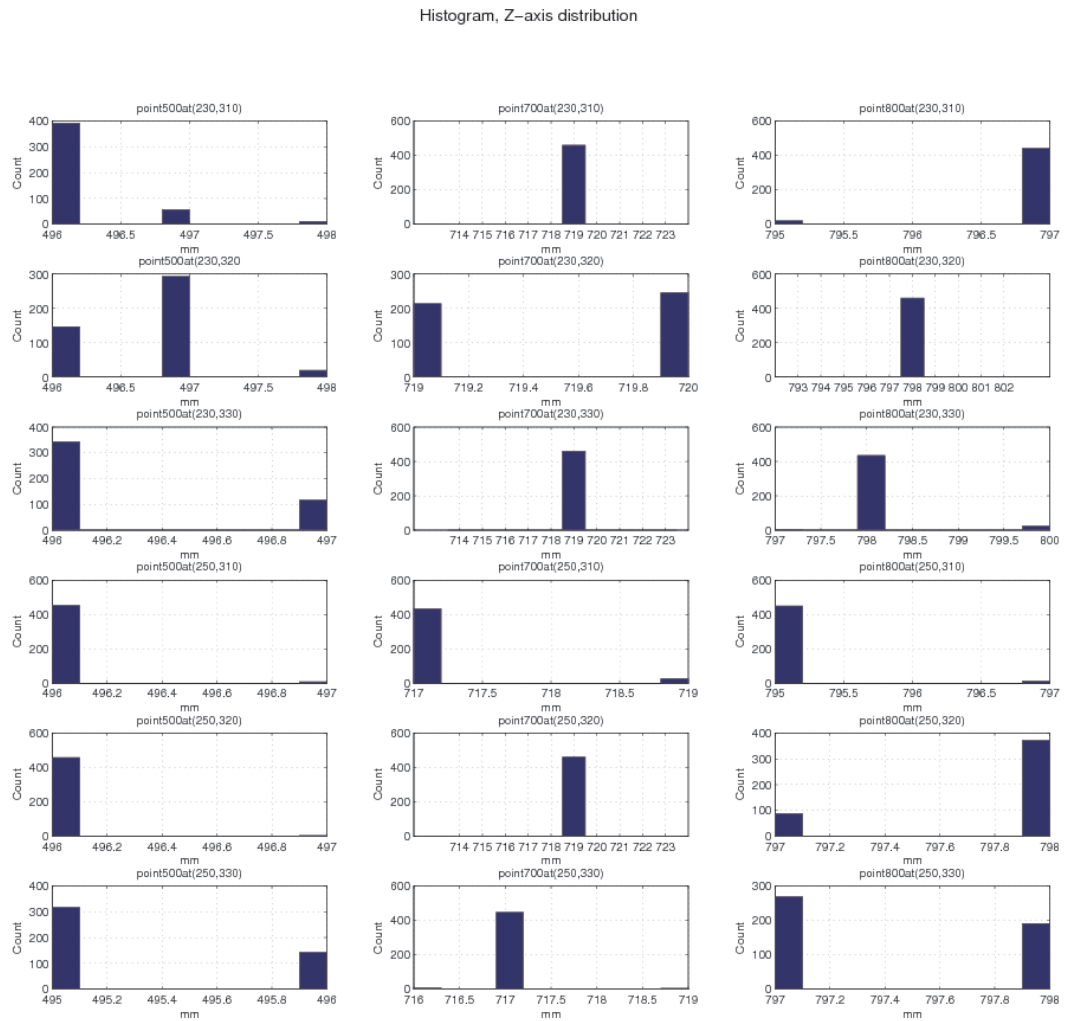 Histogram, Z−axis distribution
point500at(230,310) point700at(230,310) point800at(230,310)
400 600 600
300
400 400
Count 200 Count Count
200 200
100
0 0 0
496 496.5 497 497.5 498 714 715 716 717 718 719 720 721 722 723 795 795.5 796 796.5 797
mm mm mm
point500at(230,320 point700at(230,320) point800at(230,320)
300 300 600
200 200 400
Count Count Count
100 100 200
0 0 0
496 496.5 497 497.5 498 719 719.2 719.4 719.6 719.8 720 793 794 795 796 797 798 799 800 801 802
mm mm mm
point500at(230,330) point700at(230,330) point800at(230,330)
400 600 600
300
400 400
Count 200 Count Count
200 200
100
0 0 0
496 496.2 496.4 496.6 496.8 497 714 715 716 717 718 719 720 721 722 723 797 797.5 798 798.5 799 799.5 800
mm mm mm
point500at(250,310) point700at(250,310) point800at(250,310)
600 600 600
400 400 400
Count Count Count
200 200 200
0 0 0
496 496.2 496.4 496.6 496.8 497 717 717.5 718 718.5 719 795 795.5 796 796.5 797
mm mm mm
point500at(250,320) point700at(250,320) point800at(250,320)
600 600 400
300
400 400
Count Count Count 200
200 200
100
0 0 0
496 496.2 496.4 496.6 496.8 497 714 715 716 717 718 719 720 721 722 723 797 797.2 797.4 797.6 797.8 798
mm mm mm
point500at(250,330) point700at(250,330) point800at(250,330)
400 600 300
300
400 200
Count 200 Count Count
200 100
100
0 0 0
495 495.2 495.4 495.6 495.8 496 716 716.5 717 717.5 718 718.5 719 797 797.2 797.4 797.6 797.8 798
mm mm mm